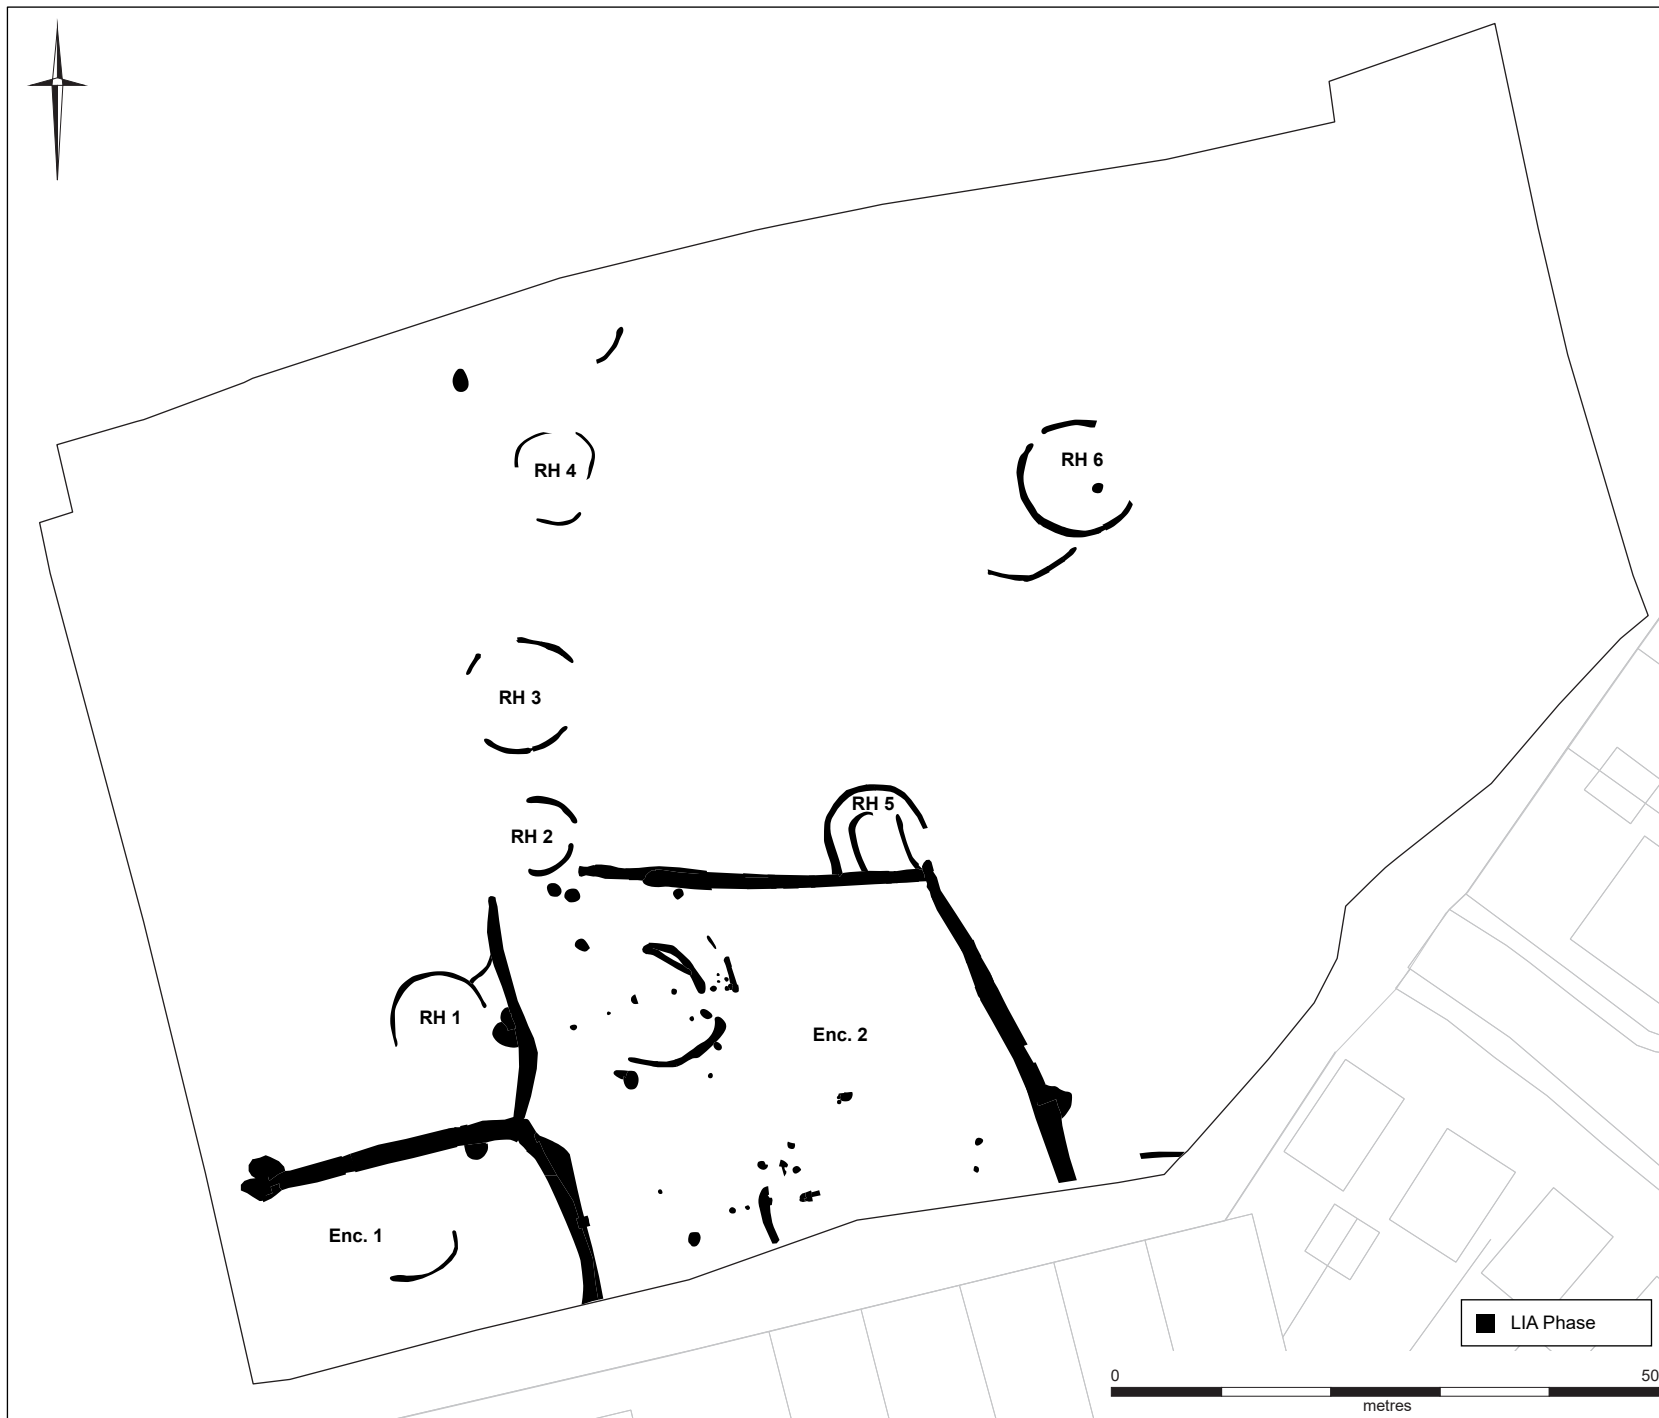 RH 4
RH 6
RH 3
RH 5
RH 2
RH 1
Enc. 2
Enc. 1
LIA Phase
0 50
metres